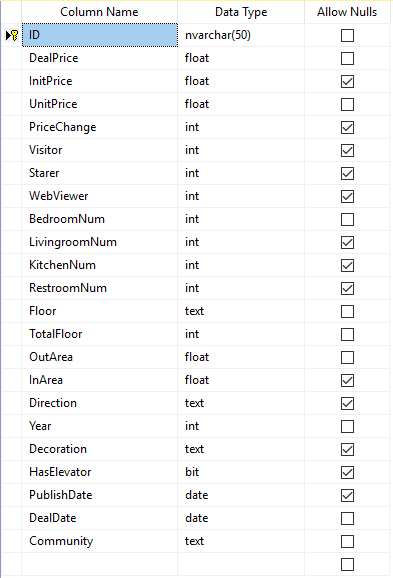 Column Name Data Type Allow Nulls
ID nvarchar(50)
DealPrice float
InitPrice float
UnitPrice float
PriceChange int
Visitor int
Starer int
WebViewer int
BedroomNum int
LivingroomNum int
KitchenNum int
RestroomNum int
Floor text
TotalFloor int
OutArea float
InArea float
Direction text
Year int
Decoration text
HasElevator bit
PublishDate date
DealDate date
Community text